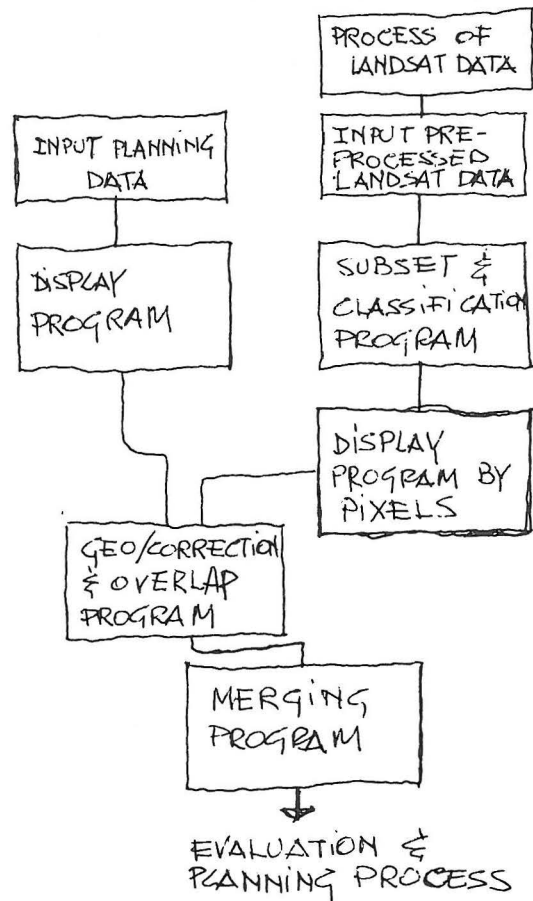 PROCESS OF
LANDSAT DATA
INPUT PLANNING
DATA
INPUT PRE-
PROCESSED
LANDSAT DATA
DISPLAY
PROGRAM
SUBSET &
CLASSIFICATION
PROGRAM
DISPLAY
PROGRAM BY
PIXELS
GEO/CORRECTION
& OVERLAP
PROGRAM
MERGING
PROGRAM
EVALUATION &
PLANNING PROCESS